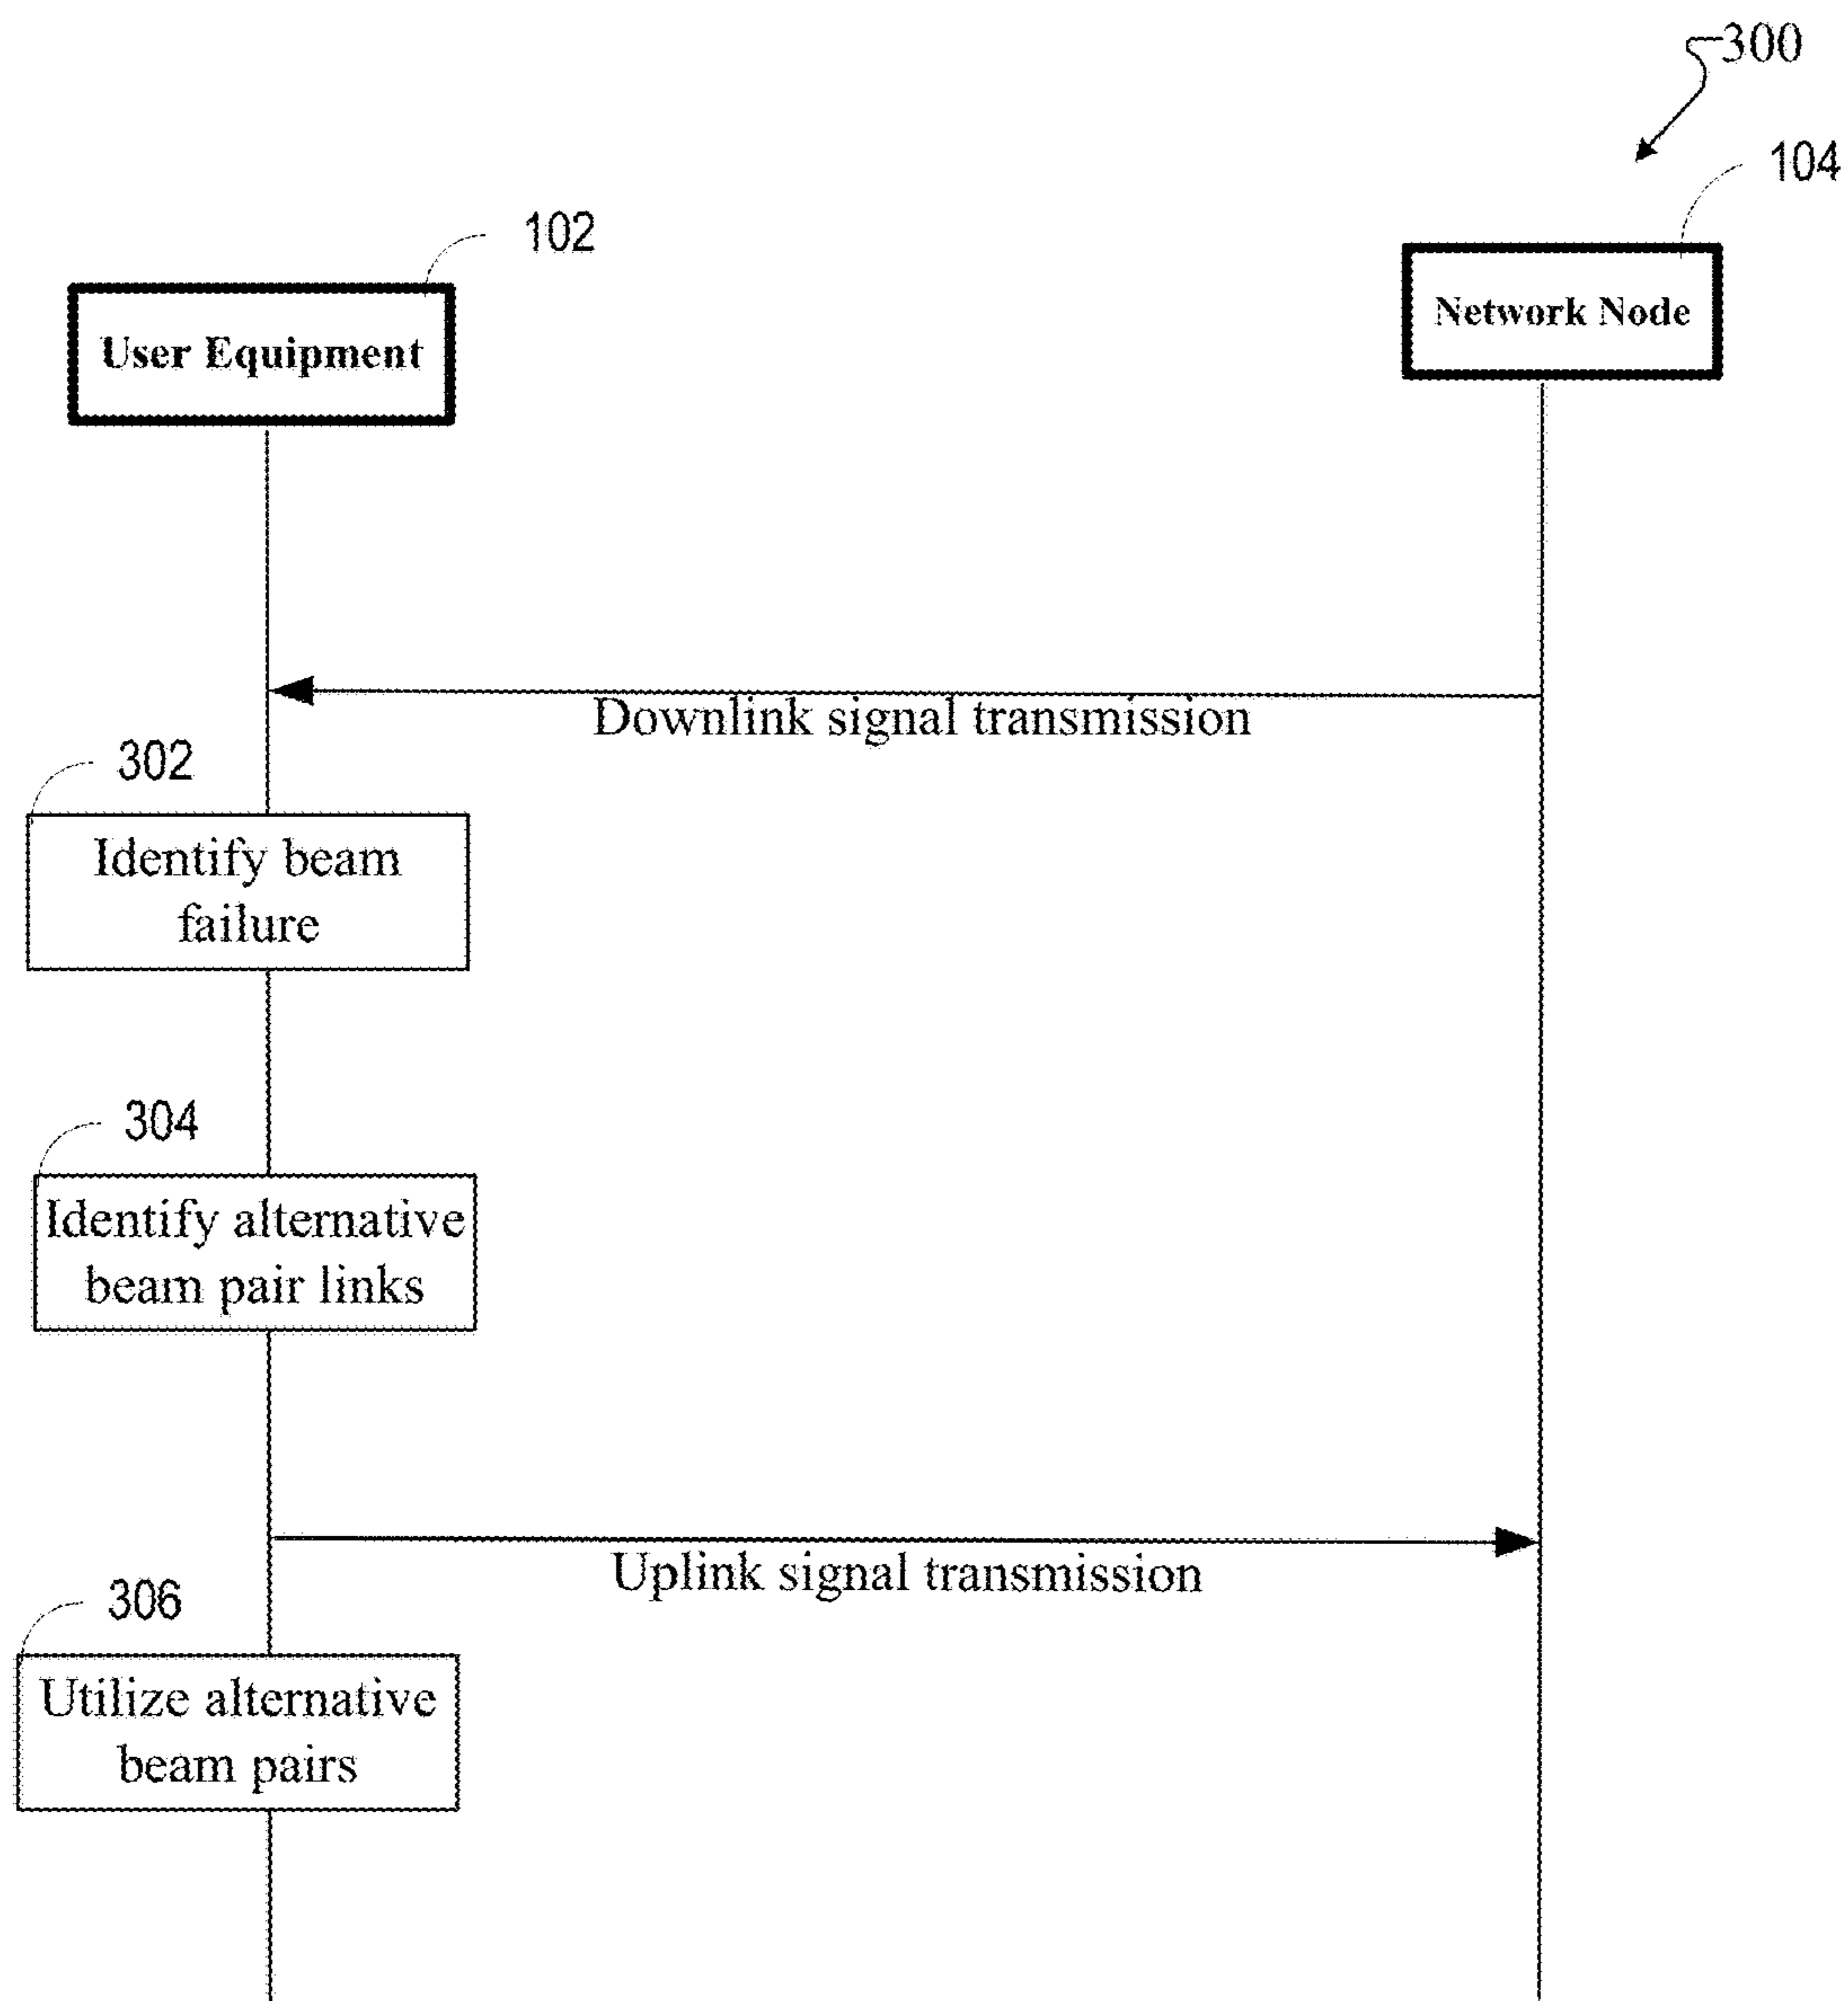 300
104
102
Network Node
User Equipment
Downlink signal transmission
302
Identify beam
failure
304
Identify alternative
beam pair links
Uplink signal transmission
306
Utilize alternative
beam pairs